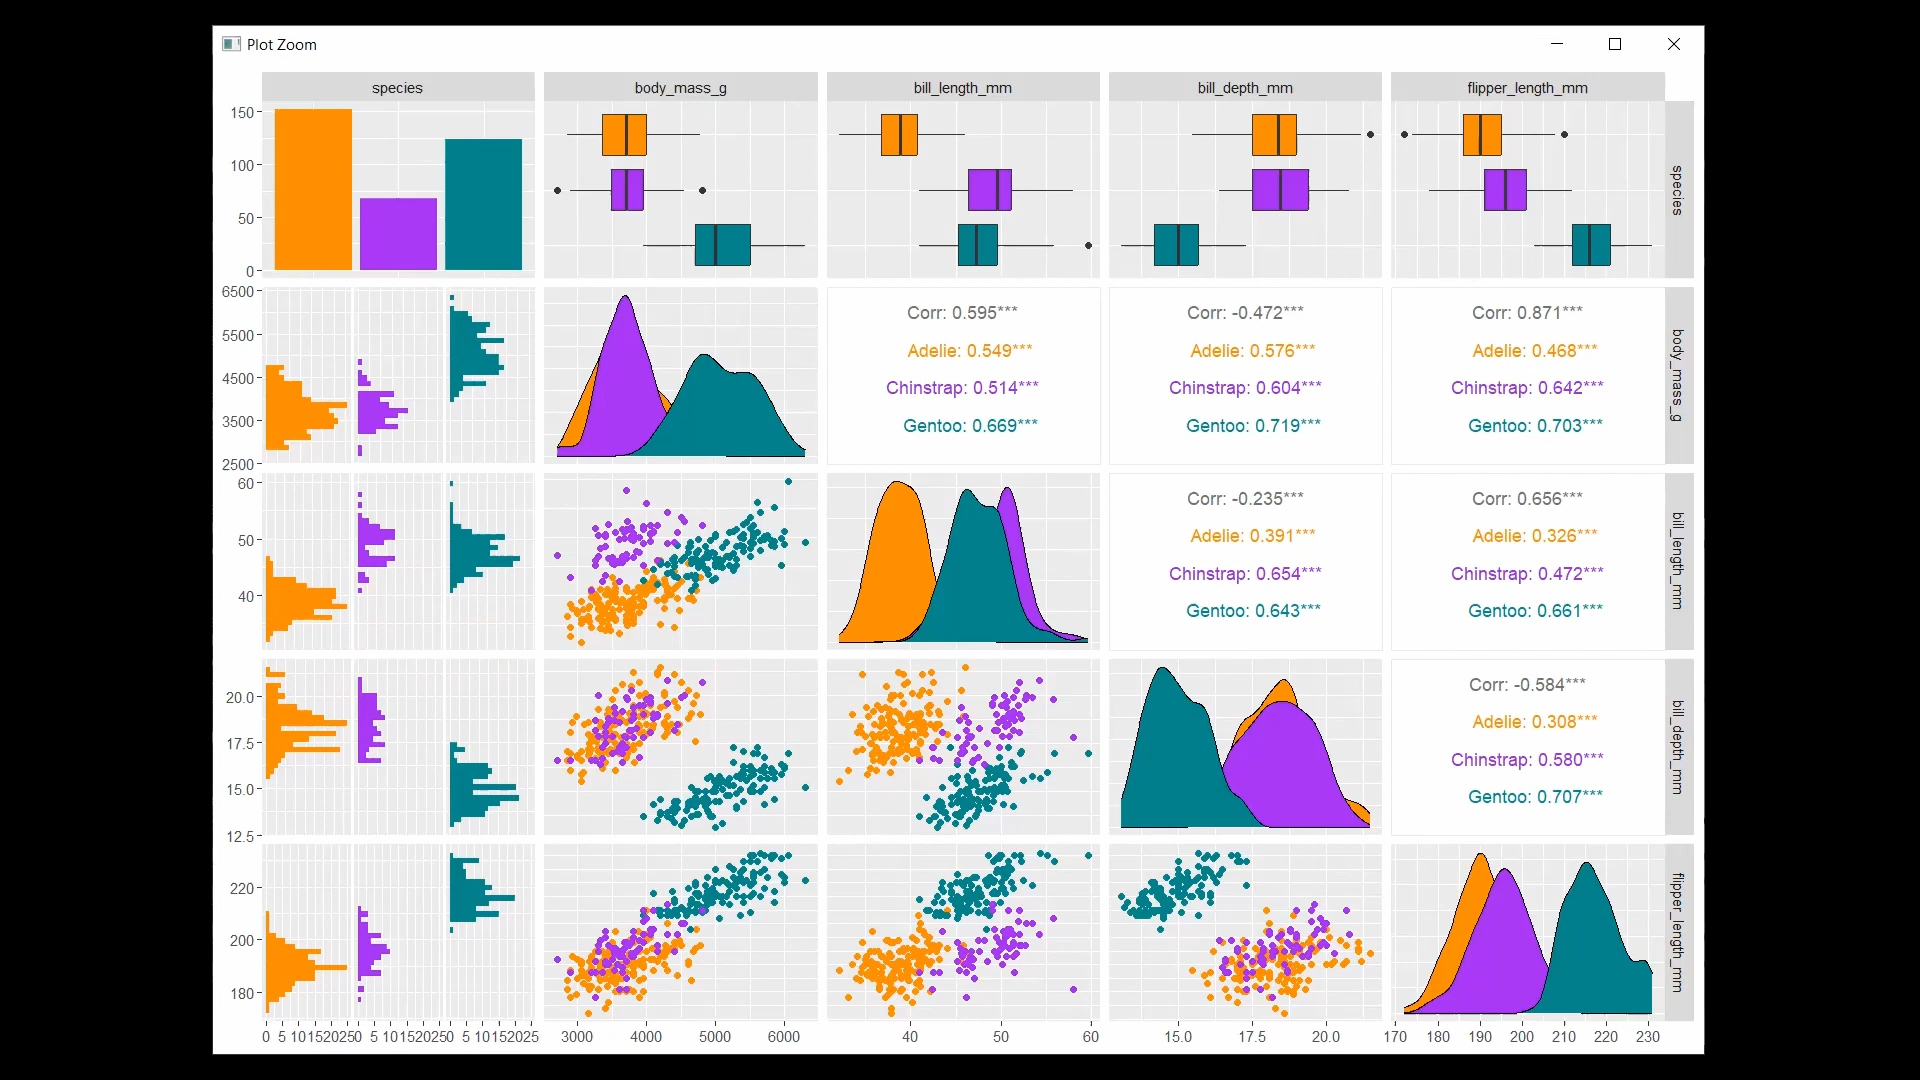 Plot Zoom
species
body_mass_g
bill_length_mm
bill_depth_mm
flipper_length_mm
150
100
50
0
species
6500
5500
4500
3500
2500
Corr: 0.595***
Adelie: 0.549***
Chinstrap: 0.514***
Gentoo: 0.669***
Corr: -0.472***
Adelie: 0.576***
Chinstrap: 0.604***
Gentoo: 0.719***
Corr: 0.871***
Adelie: 0.468***
Chinstrap: 0.642***
Gentoo: 0.703***
body_mass_g
60
50
40
Corr: -0.235***
Adelie: 0.391***
Chinstrap: 0.654***
Gentoo: 0.643***
Corr: 0.656***
Adelie: 0.326***
Chinstrap: 0.472***
Gentoo: 0.661***
bill_length_mm
20.0
17.5
15.0
12.5
Corr: -0.584***
Adelie: 0.308***
Chinstrap: 0.580***
Gentoo: 0.707***
bill_depth_mm
220
200
180
flipper_length_mm
0 5 10152025 5 10152025 5 10152025
3000 4000 5000 6000
40 50 60
15.0 17.5 20.0
170 180 190 200 210 220 230